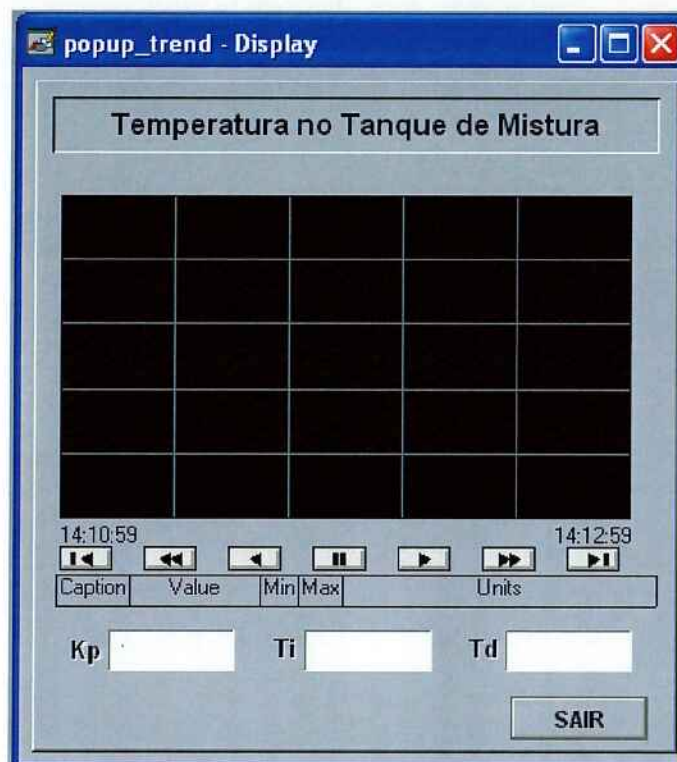 popup_trend - Display
Temperatura no Tanque de Mistura
14:10:59 14:12:59
Caption Value Min Max Units
Kp Ti Td
SAIR